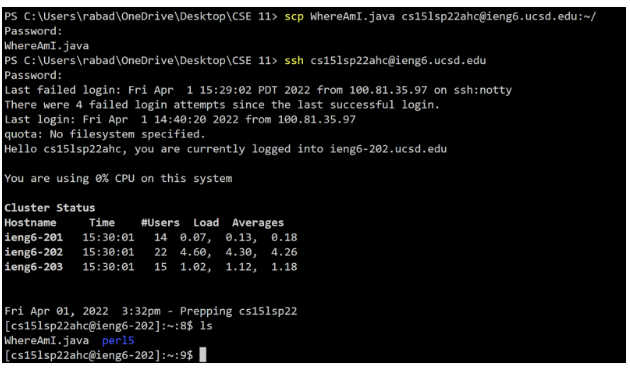 PS C:\Users\rabad\OneDrive\Desktop\CSE 11> scp WhereAmI.java cs15lsp22ahc@ieng6.ucsd.edu:~/
Password:
WhereAmI.java
PS C:\Users\rabad\OneDrive\Desktop\CSE 11> ssh cs15lsp22ahc@ieng6.ucsd.edu
Password:
Last failed login: Fri Apr  1 15:29:02 PDT 2022 from 100.81.35.97 on ssh:notty
There were 4 failed login attempts since the last successful login.
Last login: Fri Apr  1 14:40:20 2022 from 100.81.35.97
quota: No filesystem specified.
Hello cs15lsp22ahc, you are currently logged into ieng6-202.ucsd.edu
You are using 0% CPU on this system
Cluster Status
Hostname     Time    #Users  Load  Averages
ieng6-201   15:30:01   14  0.07,  0.13,  0.18
ieng6-202   15:30:01   22  4.60,  4.30,  4.26
ieng6-203   15:30:01   15  1.02,  1.12,  1.18
Fri Apr 01, 2022  3:32pm - Prepping cs15lsp22
[cs15lsp22ahc@ieng6-202]:~:8$ ls
WhereAmI.java  perl5
[cs15lsp22ahc@ieng6-202]:~:9$